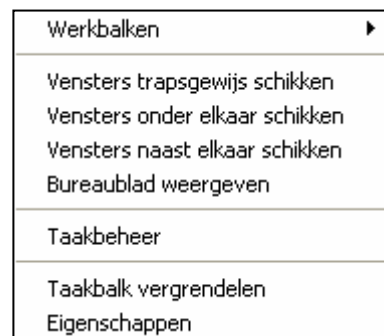 Werkbalken
Vensters trapsgewijs schikken
Vensters onder elkaar schikken
Vensters naast elkaar schikken
Bureaublad weergeven
Taakbeheer
Taakbalk vergrendelen
Eigenschappen